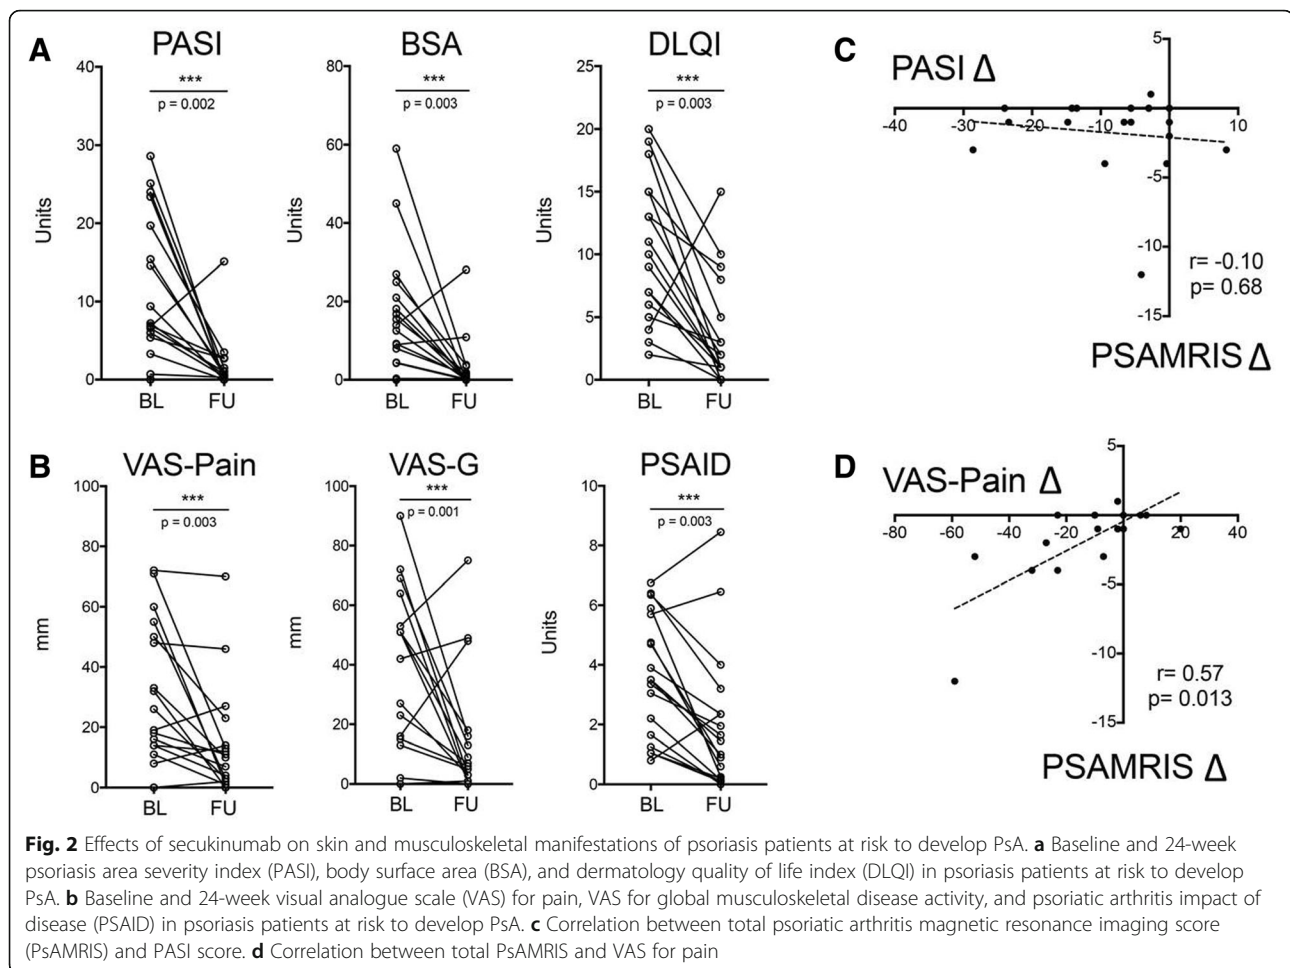 A
PASI
***
p = 0.002
40
30
20
10
0
Units
BL FU
BSA
***
p = 0.003
80
60
40
20
0
Units
BL FU
DLQI
***
p = 0.003
25
20
15
10
5
0
Units
BL FU
C
PASI Δ
5
-40 -30 -20 -10 10
-5
-10
-15
r= -0.10
p= 0.68
PSAMRIS Δ
B
VAS-Pain
***
p = 0.003
100
80
60
40
20
0
mm
BL FU
VAS-G
***
p = 0.001
100
80
60
40
20
0
mm
BL FU
PSAID
***
p = 0.003
10
8
6
4
2
0
Units
BL FU
D
VAS-Pain Δ
5
-80 -60 -40 -20 20 40
-5
-10
-15
r= 0.57
p= 0.013
PSAMRIS Δ
Fig. 2 Effects of secukinumab on skin and musculoskeletal manifestations of psoriasis patients at risk to develop PsA. a Baseline and 24-week
psoriasis area severity index (PASI), body surface area (BSA), and dermatology quality of life index (DLQI) in psoriasis patients at risk to develop
PsA. b Baseline and 24-week visual analogue scale (VAS) for pain, VAS for global musculoskeletal disease activity, and psoriatic arthritis impact of
disease (PSAID) in psoriasis patients at risk to develop PsA. c Correlation between total psoriatic arthritis magnetic resonance imaging score
(PsAMRIS) and PASI score. d Correlation between total PsAMRIS and VAS for pain